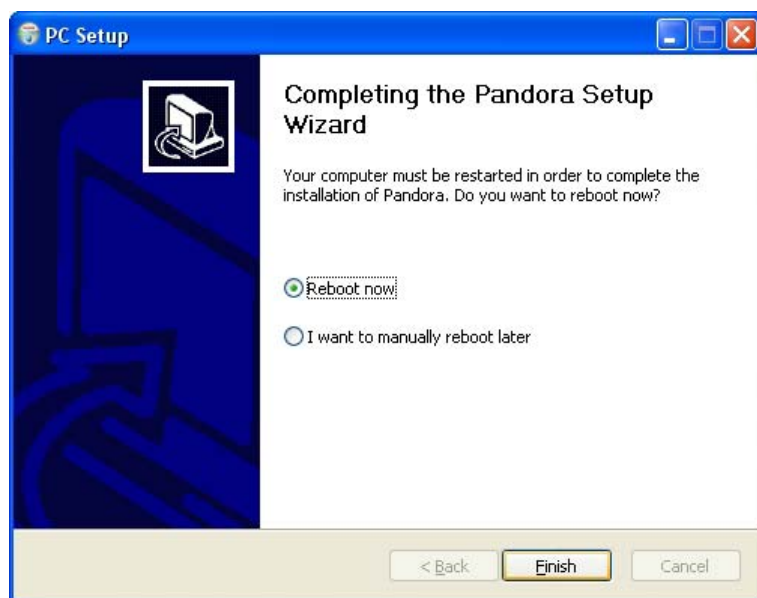 PC Setup
Completing the Pandora Setup
Wizard
Your computer must be restarted in order to complete the
installation of Pandora. Do you want to reboot now?
Reboot now
I want to manually reboot later
< Back
Finish
Cancel